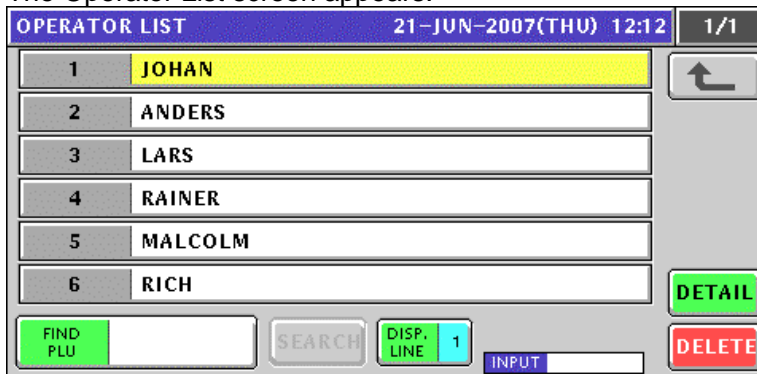 The Operator List screen appears.
OPERATOR LIST 21-JUN-2007(THU) 12:12 1/1
1 JOHAN
2 ANDERS
3 LARS
4 RAINER
5 MALCOLM
6 RICH
DETAIL
FIND PLU SEARCH DISP. LINE 1 INPUT DELETE